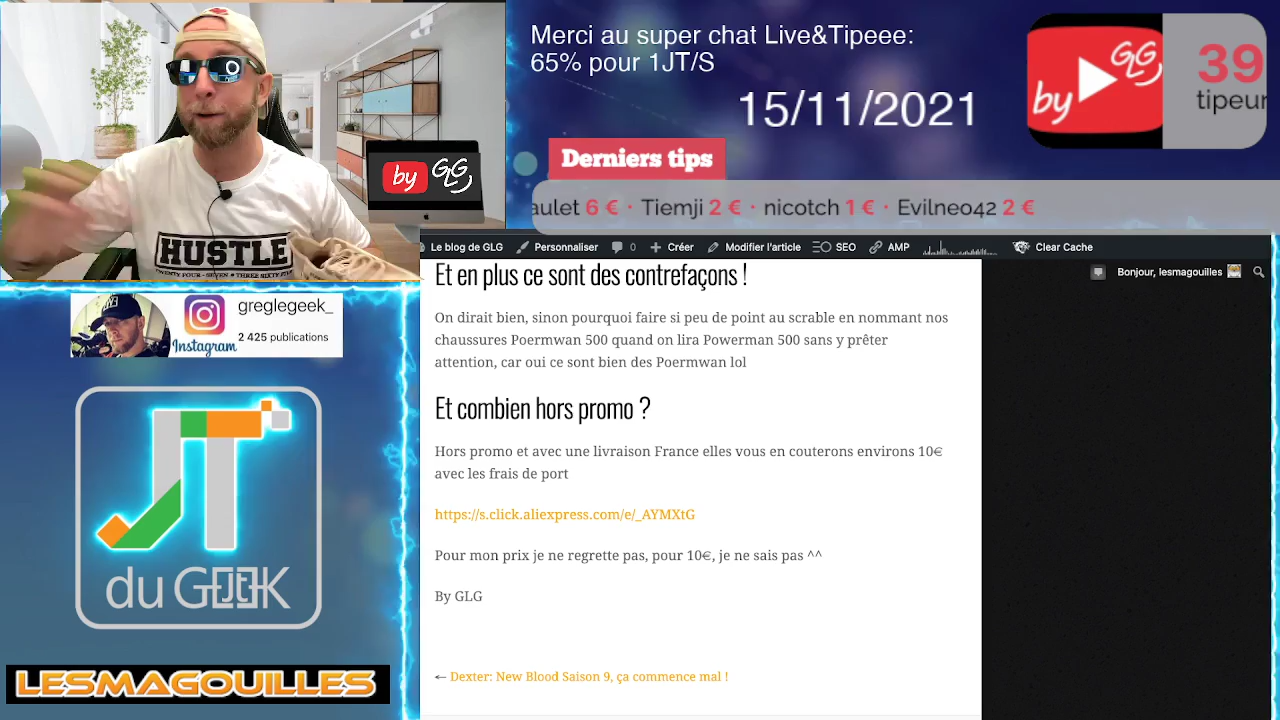 Merci au super chat Live&Tipeee:
65% pour 1JT/S
15/11/2021
by GLG
39
tipeur
Derniers tips
aulet 6 € · Tiemji 2 € · nicotch 1 € · Evilneo42 2 €
by GLG
HUSTLE
Le blog de GLG Personnaliser 0 Créer Modifier l'article SEO AMP Clear Cache
Bonjour, lesmagouilles
Et en plus ce sont des contrefaçons !
On dirait bien, sinon pourquoi faire si peu de point au scrable en nommant nos
chaussures Poermwan 500 quand on lira Powerman 500 sans y prêter
attention, car oui ce sont bien des Poermwan lol
Et combien hors promo ?
Hors promo et avec une livraison France elles vous en couterons environs 10€
avec les frais de port
https://s.click.aliexpress.com/e/_AYMXtG
Pour mon prix je ne regrette pas, pour 10€, je ne sais pas ^^
By GLG
← Dexter: New Blood Saison 9, ça commence mal !
greglegeek_
2 425 publications
Instagram
JT
du GEEK
LESMAGOUILLES